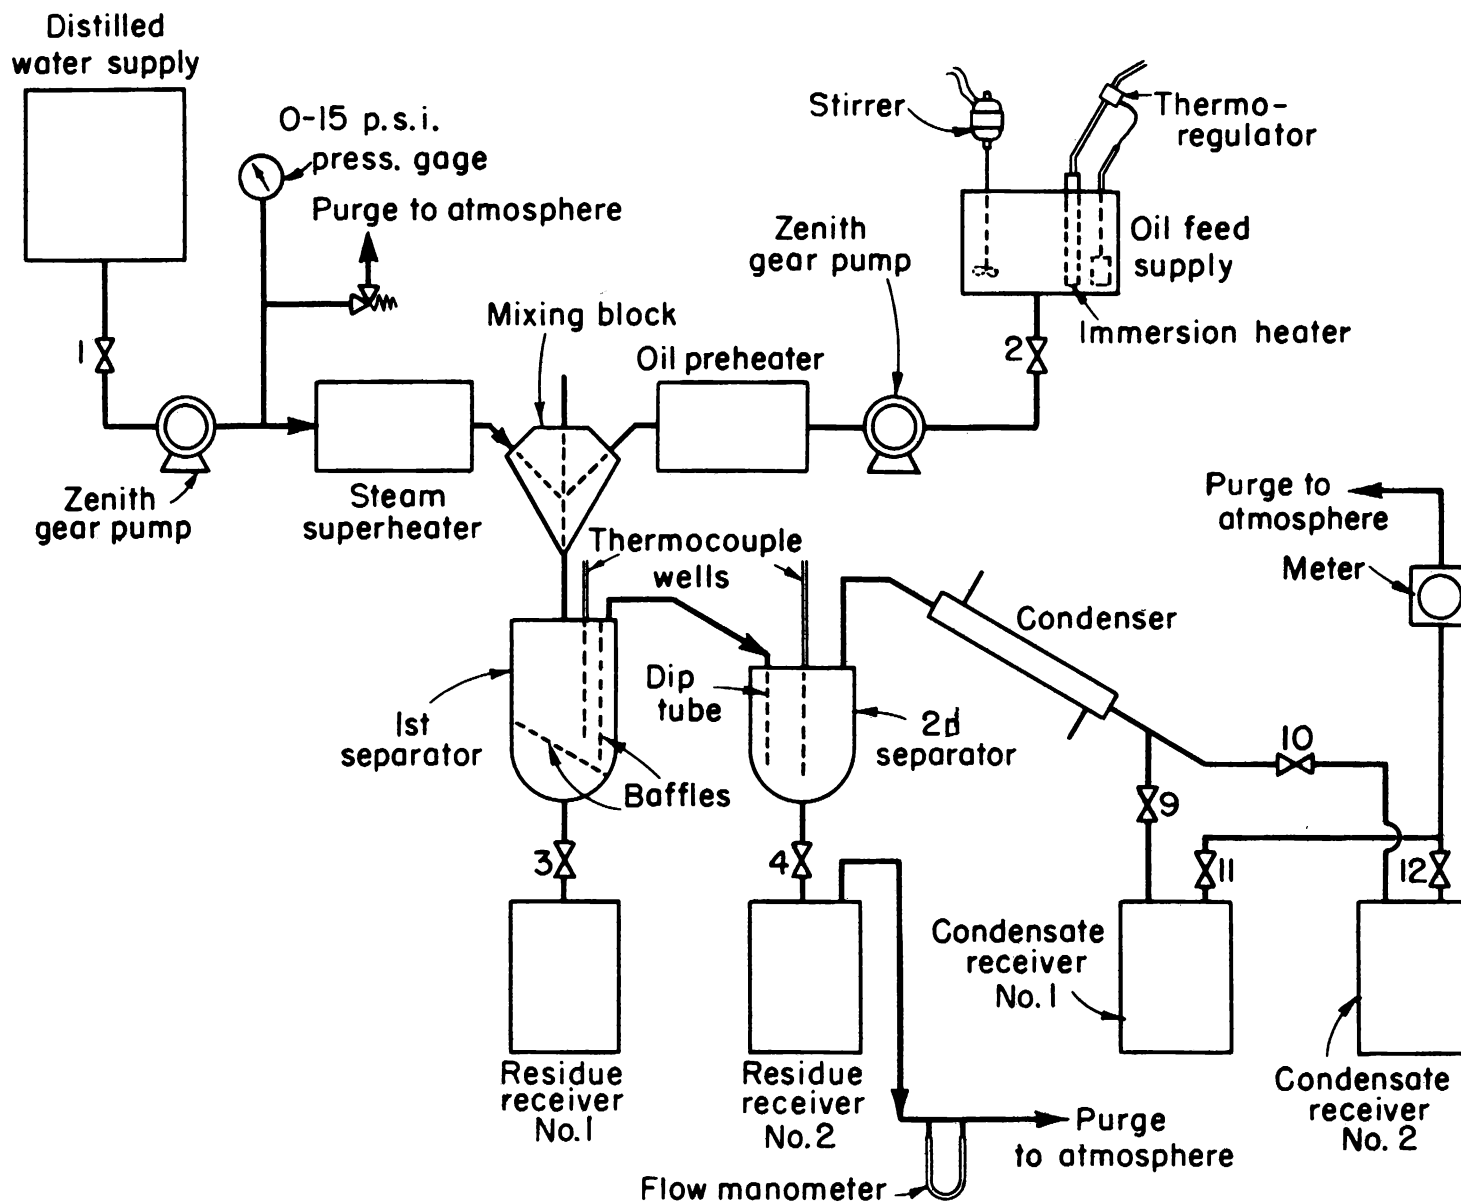 Distilled
water supply
0-15 p.s.i.
press. gage
Purge to atmosphere
Stirrer
Thermo-
regulator
Zenith
gear pump
Oil feed
supply
Mixing block
Immersion heater
1
Oil preheater
2
Zenith
gear pump
Steam
superheater
Purge to
atmosphere
Thermocouple
wells
Meter
Condenser
Dip
tube
1st
separator
2d
separator
10
Baffles
9
3
4
11
12
Condensate
receiver
No. 1
Residue
receiver
No. 1
Residue
receiver
No. 2
Condensate
receiver
No. 2
Purge
to atmosphere
Flow manometer